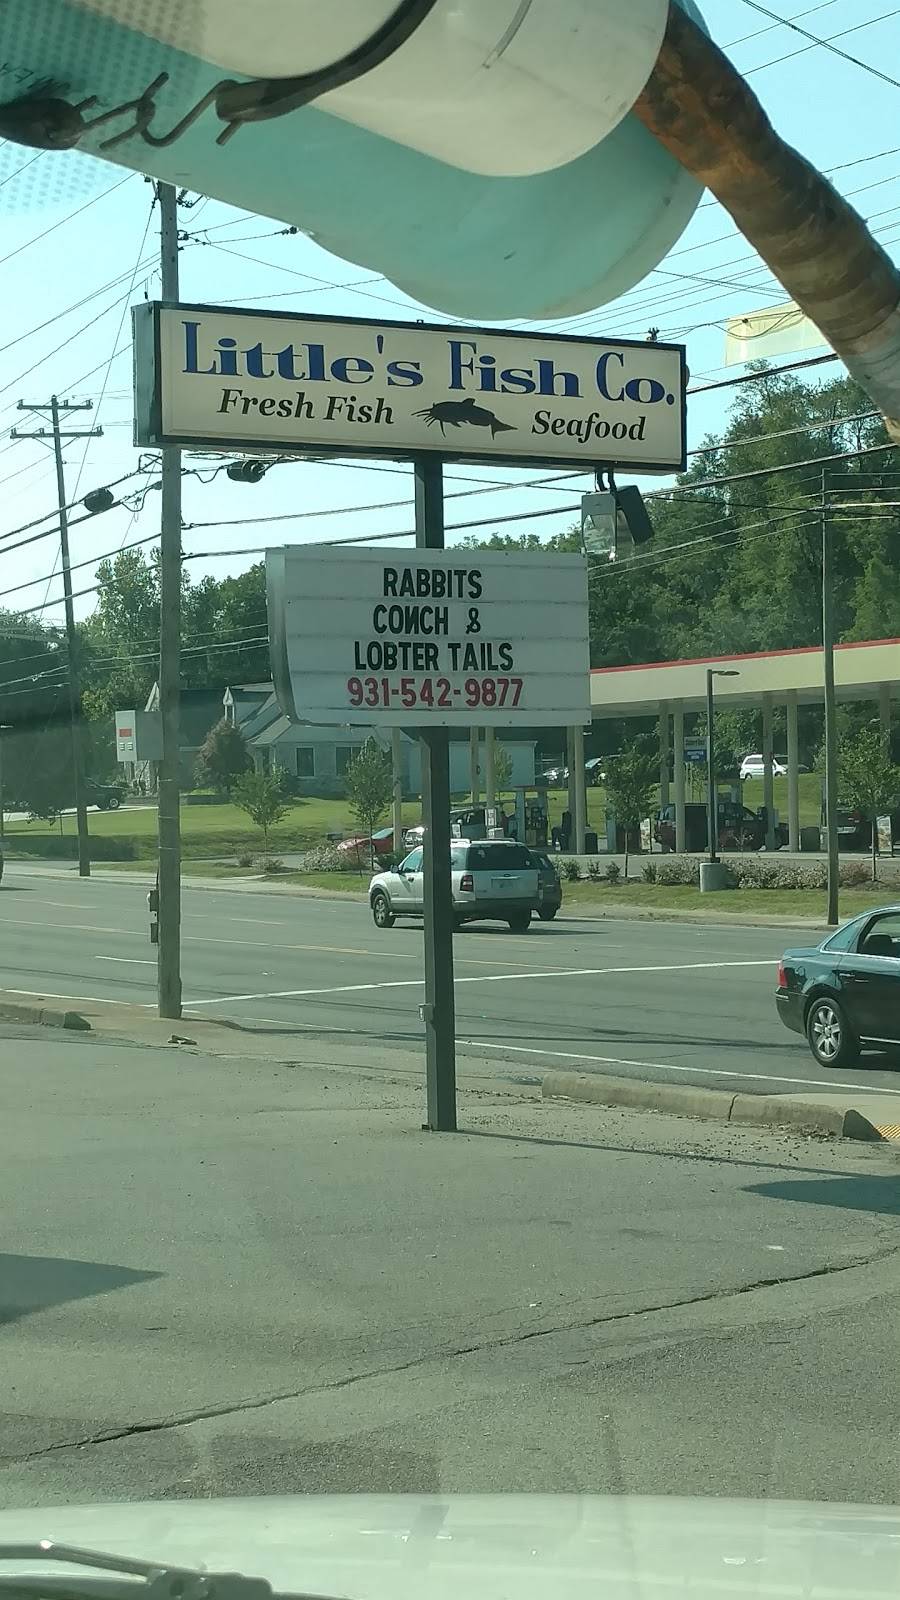 Little's Fish Co.
Fresh Fish Seafood
RABBITS
CONCH &
LOBTER TAILS
931-542-9877